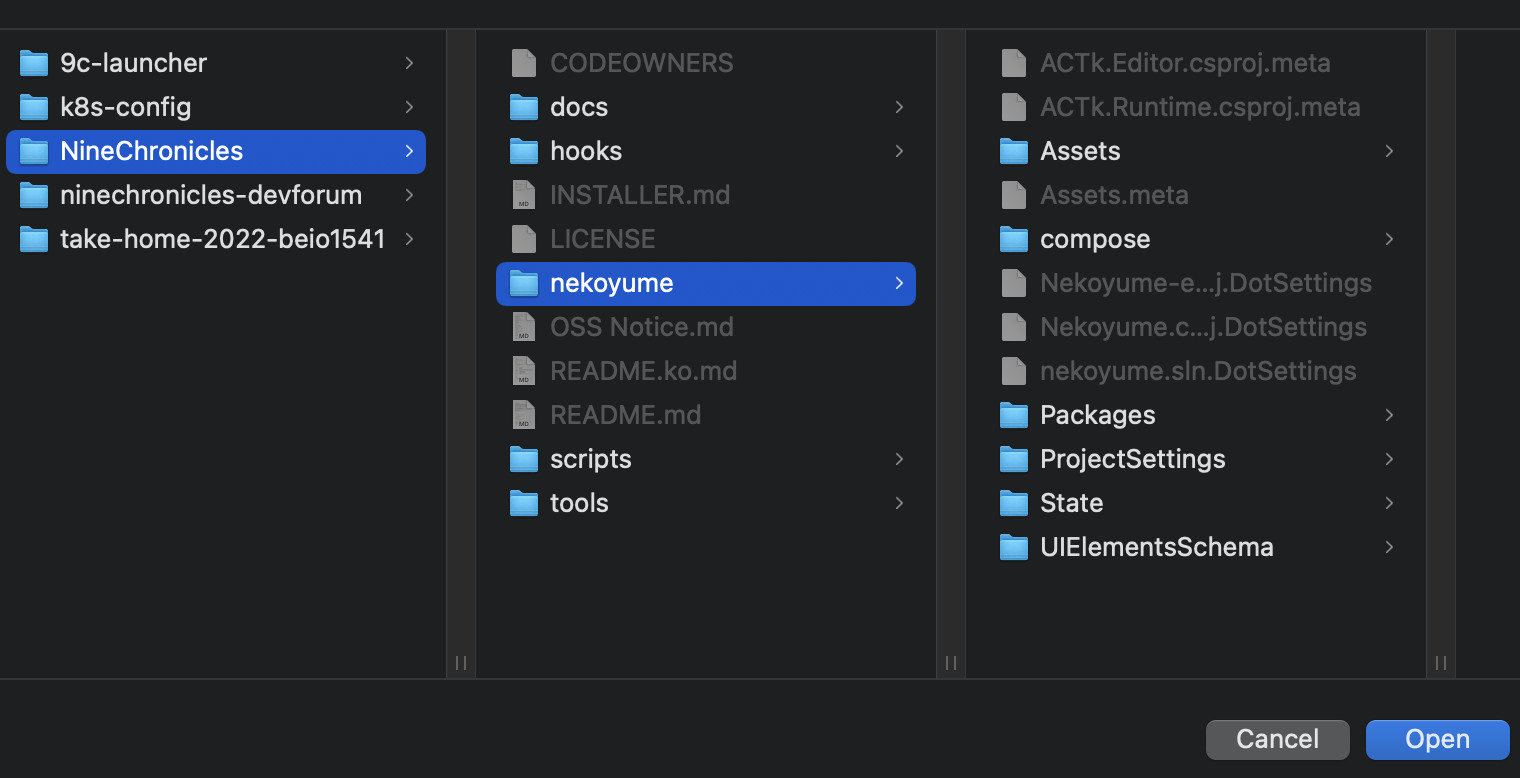 9c-launcher
k8s-config
NineChronicles
ninechronicles-devforum
take-home-2022-beio1541
CODEOWNERS
docs
hooks
INSTALLER.md
LICENSE
nekoyume
OSS Notice.md
README.ko.md
README.md
scripts
tools
ACTk.Editor.csproj.meta
ACTk.Runtime.csproj.meta
Assets
Assets.meta
compose
Nekoyume-e...j.DotSettings
Nekoyume.c...j.DotSettings
nekoyume.sln.DotSettings
Packages
ProjectSettings
State
UIElementsSchema
Cancel
Open